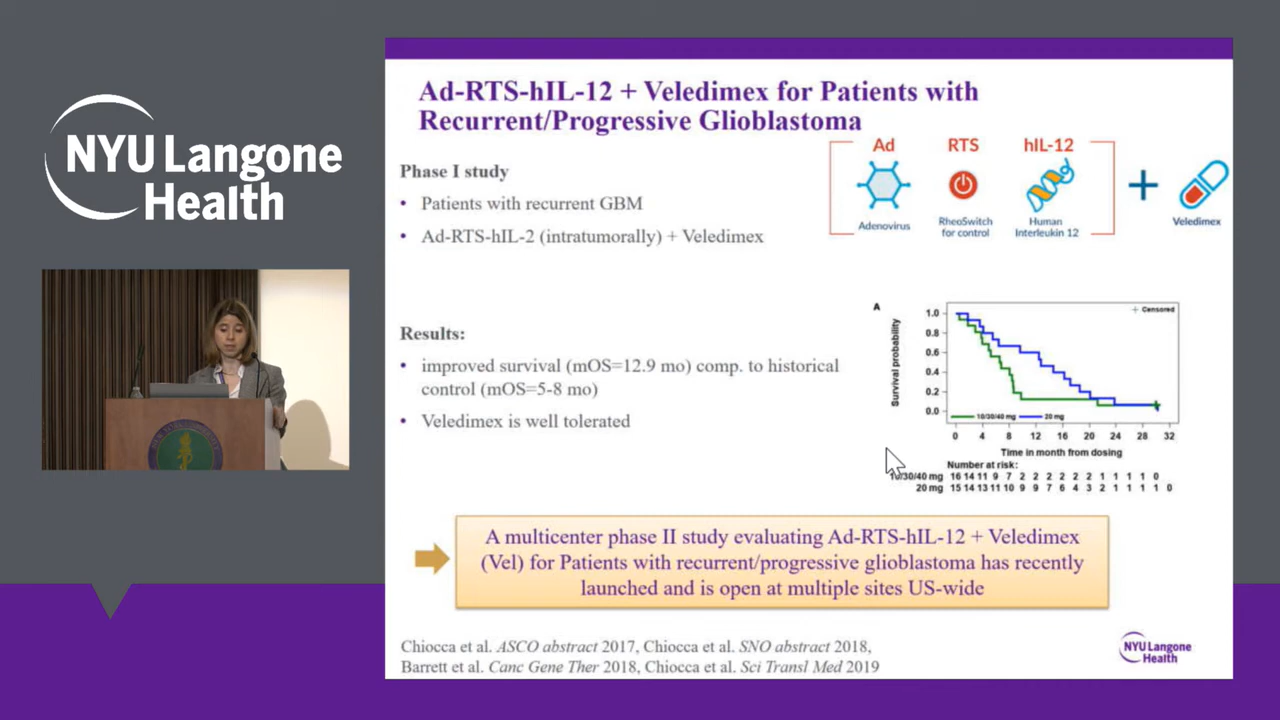 NYU Langone
Health
Ad-RTS-hIL-12 + Veledimex for Patients with
Recurrent/Progressive Glioblastoma
Phase I study
• Patients with recurrent GBM
• Ad-RTS-hIL-2 (intratumorally) + Veledimex
Ad RTS hIL-12
Adenovirus
RheoSwitch
for control
Human
Interleukin 12
+
Veledimex
Results:
• improved survival (mOS=12.9 mo) comp. to historical
control (mOS=5-8 mo)
• Veledimex is well tolerated
A
+ Censored
Survival probability
1.0
0.8
0.6
0.4
0.2
0.0
10/30/40 mg 20 mg
0 4 8 12 16 20 24 28 32
Time in month from dosing
Number at risk:
10/30/40 mg 16 14 11 9 7 2 2 2 2 2 2 1 1 1 1 0
20 mg 15 14 13 11 10 9 9 7 6 4 3 2 1 1 1 1 0
A multicenter phase II study evaluating Ad-RTS-hIL-12 + Veledimex
(Vel) for Patients with recurrent/progressive glioblastoma has recently
launched and is open at multiple sites US-wide
Chiocca et al. ASCO abstract 2017, Chiocca et al. SNO abstract 2018,
Barrett et al. Canc Gene Ther 2018, Chiocca et al. Sci Transl Med 2019
NYU Langone
Health